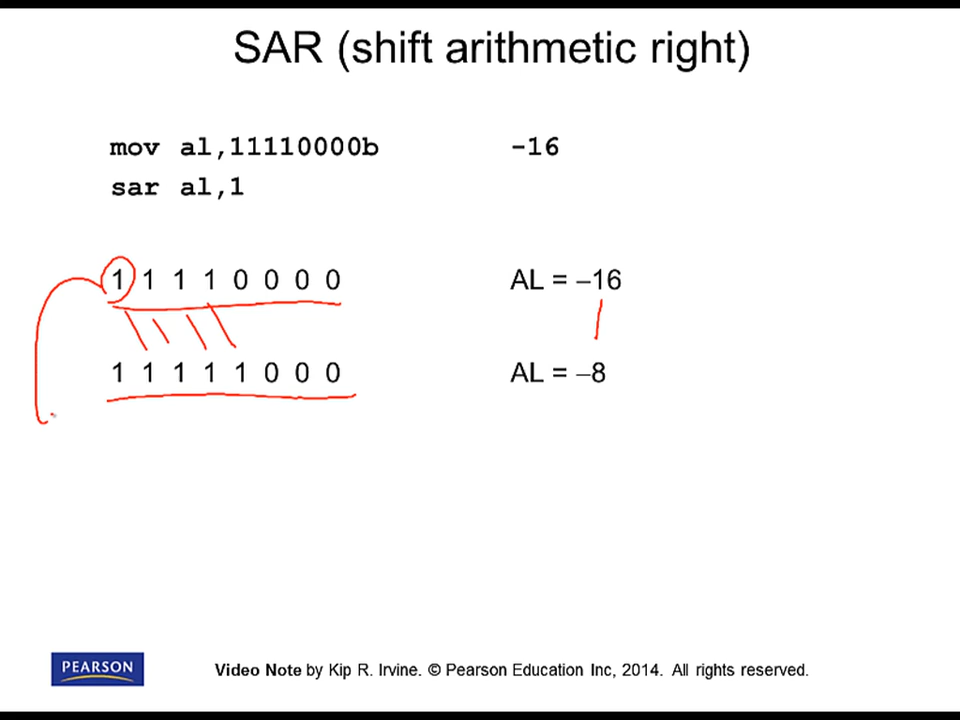 SAR (shift arithmetic right)
mov al,11110000b -16
sar al,1
1 1 1 1 0 0 0 0 AL = –16
1 1 1 1 1 0 0 0 AL = –8
PEARSON Video Note by Kip R. Irvine. © Pearson Education Inc, 2014. All rights reserved.